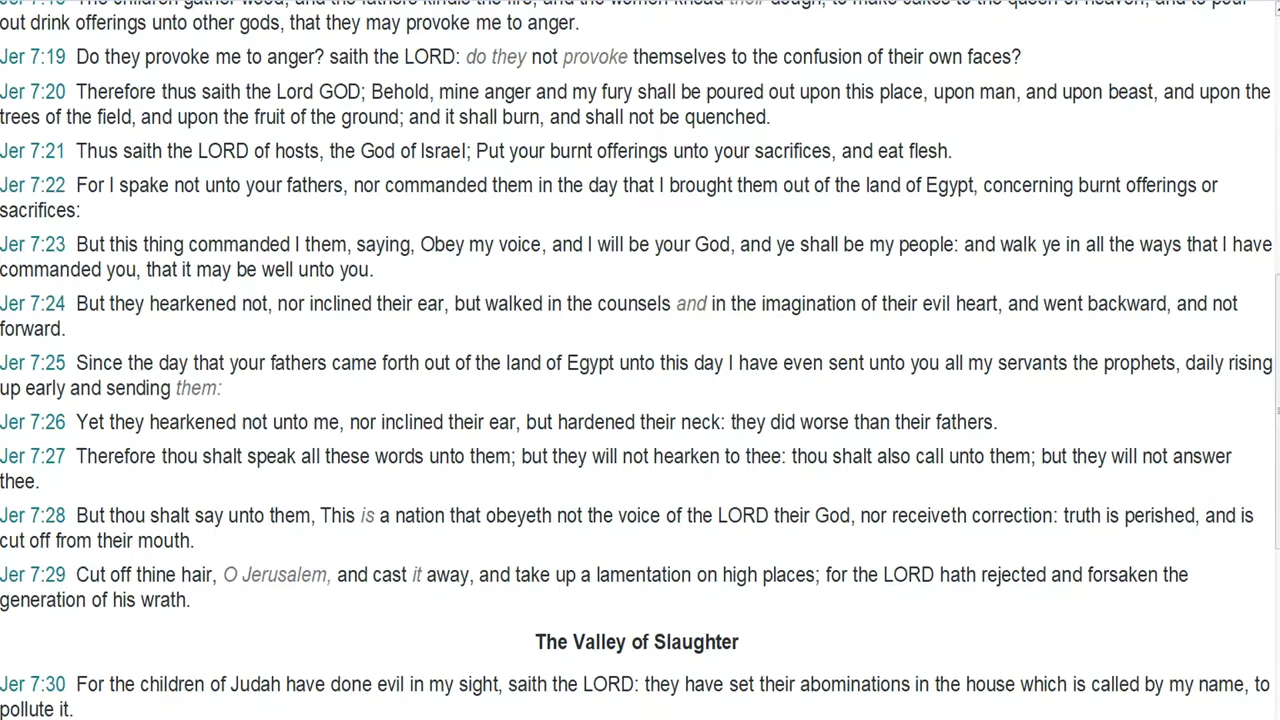 out drink offerings unto other gods, that they may provoke me to anger.
Jer 7:19 Do they provoke me to anger? saith the LORD: do they not provoke themselves to the confusion of their own faces?
Jer 7:20 Therefore thus saith the Lord GOD; Behold, mine anger and my fury shall be poured out upon this place, upon man, and upon beast, and upon the
trees of the field, and upon the fruit of the ground; and it shall burn, and shall not be quenched.
Jer 7:21 Thus saith the LORD of hosts, the God of Israel; Put your burnt offerings unto your sacrifices, and eat flesh.
Jer 7:22 For I spake not unto your fathers, nor commanded them in the day that I brought them out of the land of Egypt, concerning burnt offerings or
sacrifices:
Jer 7:23 But this thing commanded I them, saying, Obey my voice, and I will be your God, and ye shall be my people: and walk ye in all the ways that I have
commanded you, that it may be well unto you.
Jer 7:24 But they hearkened not, nor inclined their ear, but walked in the counsels and in the imagination of their evil heart, and went backward, and not
forward.
Jer 7:25 Since the day that your fathers came forth out of the land of Egypt unto this day I have even sent unto you all my servants the prophets, daily rising
up early and sending them:
Jer 7:26 Yet they hearkened not unto me, nor inclined their ear, but hardened their neck: they did worse than their fathers.
Jer 7:27 Therefore thou shalt speak all these words unto them; but they will not hearken to thee: thou shalt also call unto them; but they will not answer
thee.
Jer 7:28 But thou shalt say unto them, This is a nation that obeyeth not the voice of the LORD their God, nor receiveth correction: truth is perished, and is
cut off from their mouth.
Jer 7:29 Cut off thine hair, O Jerusalem, and cast it away, and take up a lamentation on high places; for the LORD hath rejected and forsaken the
generation of his wrath.
The Valley of Slaughter
Jer 7:30 For the children of Judah have done evil in my sight, saith the LORD: they have set their abominations in the house which is called by my name, to
pollute it.